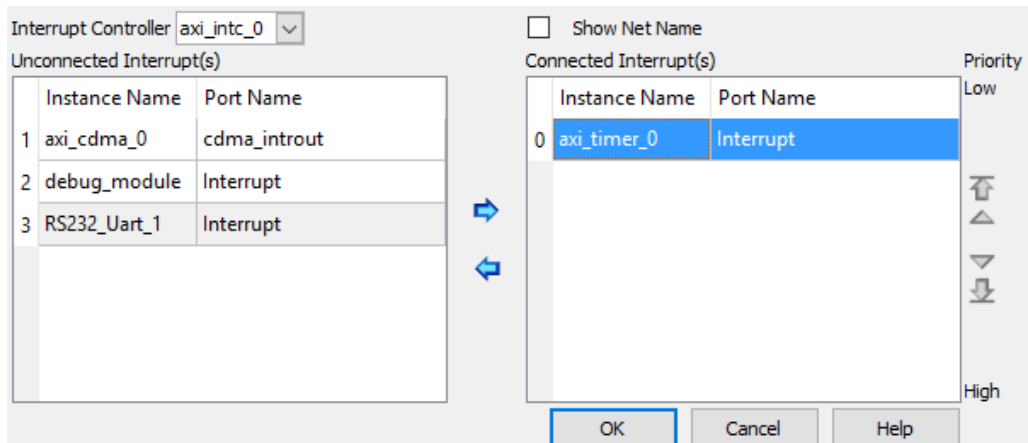 Interrupt Controller axi_intc_0
Show Net Name
Unconnected Interrupt(s)
Connected Interrupt(s)
Priority
Instance Name Port Name
1 axi_cdma_0 cdma_introut
2 debug_module Interrupt
3 RS232_Uart_1 Interrupt
Instance Name Port Name
0 axi_timer_0 Interrupt
Low
High
OK Cancel Help